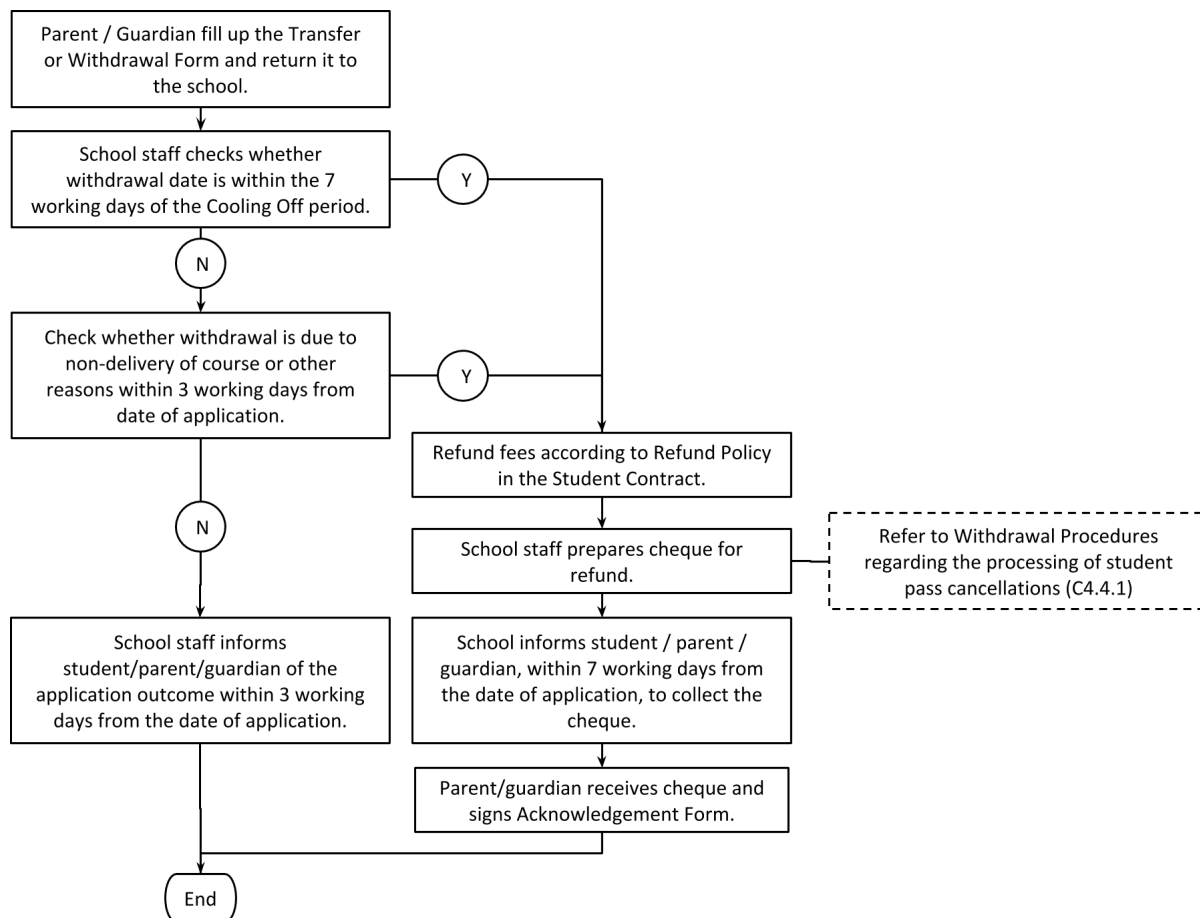 Parent / Guardian fill up the Transfer
or Withdrawal Form and return it to
the school.
School staff checks whether
withdrawal date is within the 7
working days of the Cooling Off period.
Y
N
Check whether withdrawal is due to
non-delivery of course or other
reasons within 3 working days from
date of application.
Y
N
Refund fees according to Refund Policy
in the Student Contract.
School staff prepares cheque for
refund.
Refer to Withdrawal Procedures
regarding the processing of student
pass cancellations (C4.4.1)
School staff informs
student/parent/guardian of the
application outcome within 3 working
days from the date of application.
School informs student / parent /
guardian, within 7 working days from
the date of application, to collect the
cheque.
Parent/guardian receives cheque and
signs Acknowledgement Form.
End